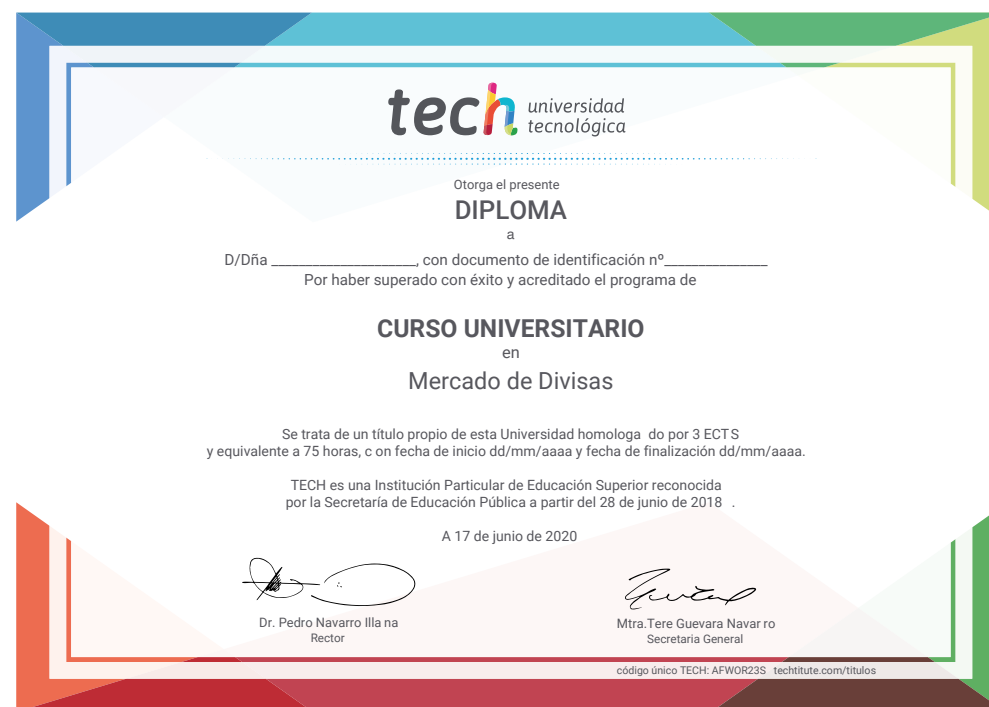 tech universidad
tecnológica
Otorga el presente
DIPLOMA
a
D/Dña _____________________, con documento de identificación nº_______________
Por haber superado con éxito y acreditado el programa de
CURSO UNIVERSITARIO
en
Mercado de Divisas
Se trata de un título propio de esta Universidad homologa do por 3 ECTS
y equivalente a 75 horas, c on fecha de inicio dd/mm/aaaa y fecha de finalización dd/mm/aaaa.
TECH es una Institución Particular de Educación Superior reconocida
por la Secretaría de Educación Pública a partir del 28 de junio de 2018 .
A 17 de junio de 2020
Dr. Pedro Navarro Illa na
Rector
Mtra.Tere Guevara Navar ro
Secretaria General
código único TECH: AFWOR23S techtitute.com/titulos